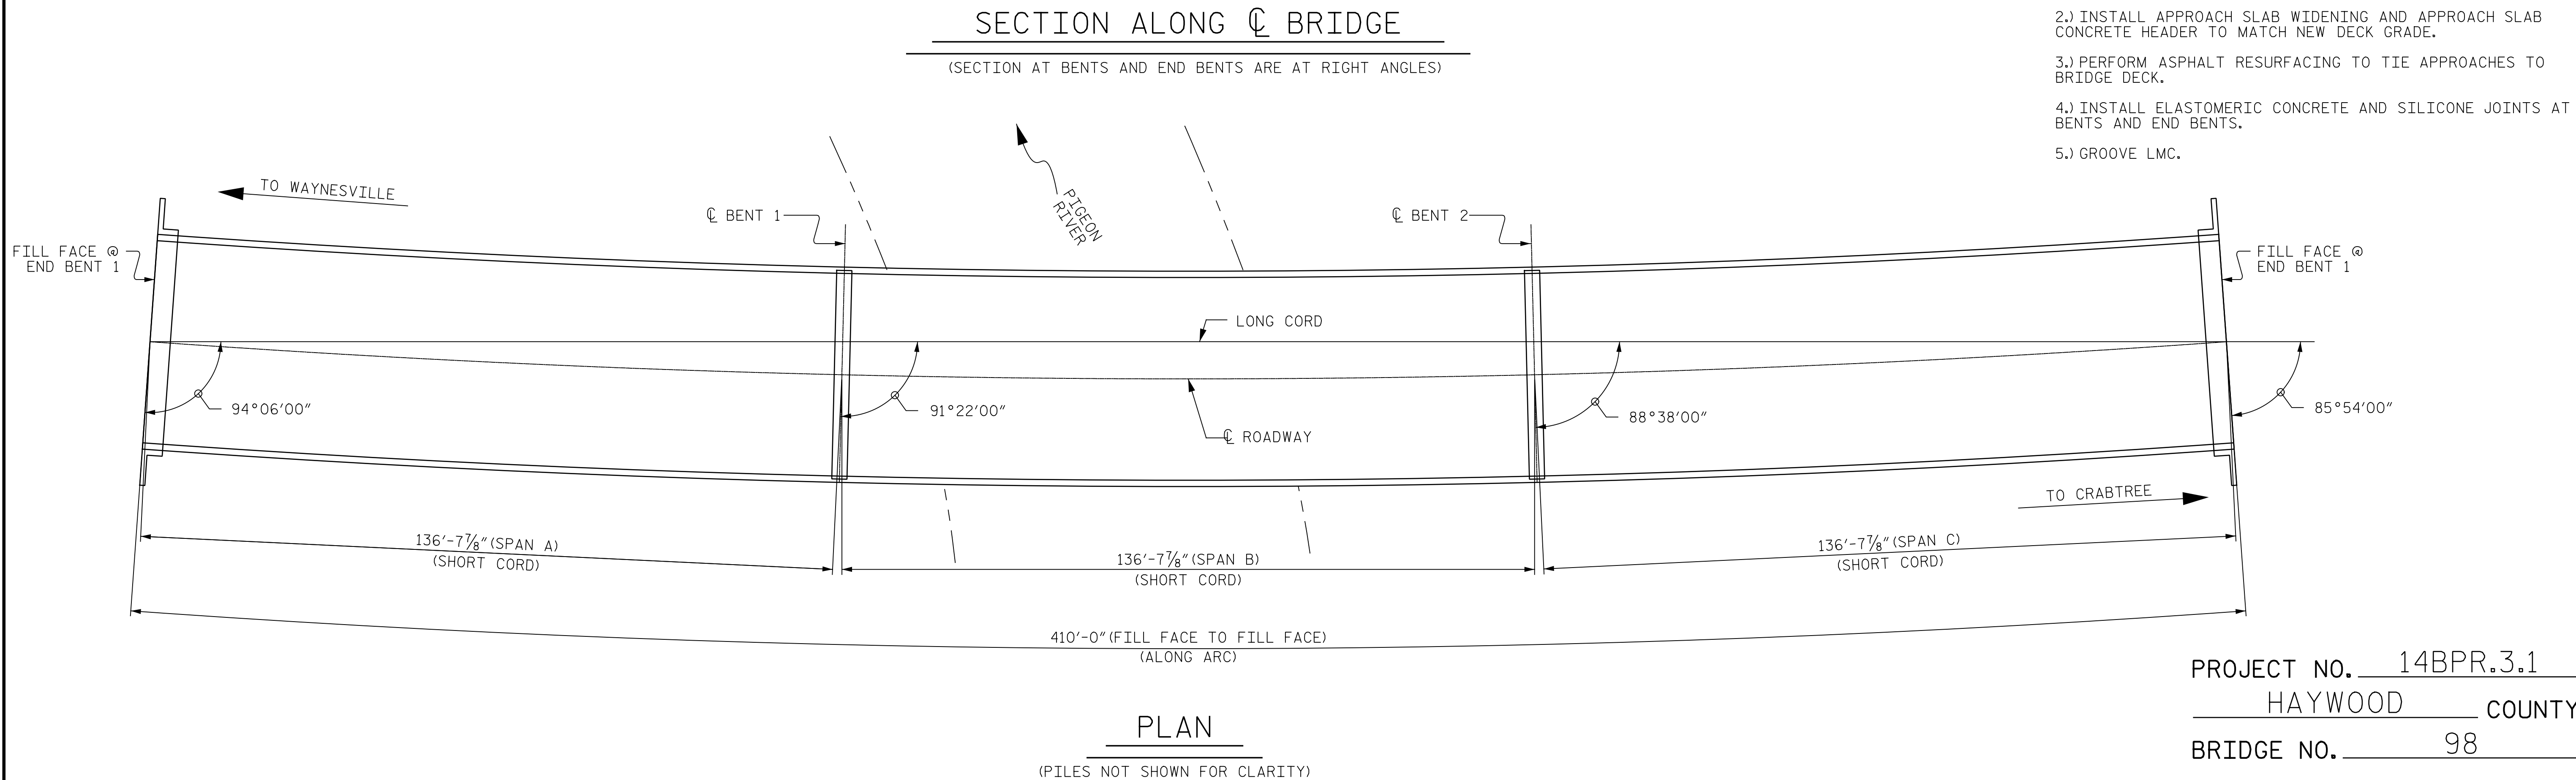 SECTION ALONG ℄ BRIDGE
(SECTION AT BENTS AND END BENTS ARE AT RIGHT ANGLES)
2.) INSTALL APPROACH SLAB WIDENING AND APPROACH SLAB
CONCRETE HEADER TO MATCH NEW DECK GRADE.
3.) PERFORM ASPHALT RESURFACING TO TIE APPROACHES TO
BRIDGE DECK.
4.) INSTALL ELASTOMERIC CONCRETE AND SILICONE JOINTS AT
BENTS AND END BENTS.
5.) GROOVE LMC.
TO WAYNESVILLE
℄ BENT 1
PIGEON
RIVER
℄ BENT 2
FILL FACE @
END BENT 1
FILL FACE @
END BENT 1
LONG CORD
94°06'00"
91°22'00"
℄ ROADWAY
88°38'00"
85°54'00"
TO CRABTREE
136'-7⅞" (SPAN A)
(SHORT CORD)
136'-7⅞" (SPAN B)
(SHORT CORD)
136'-7⅞" (SPAN C)
(SHORT CORD)
410'-0" (FILL FACE TO FILL FACE)
(ALONG ARC)
PLAN
(PILES NOT SHOWN FOR CLARITY)
PROJECT NO. 14BPR.3.1
HAYWOOD COUNTY
BRIDGE NO. 98